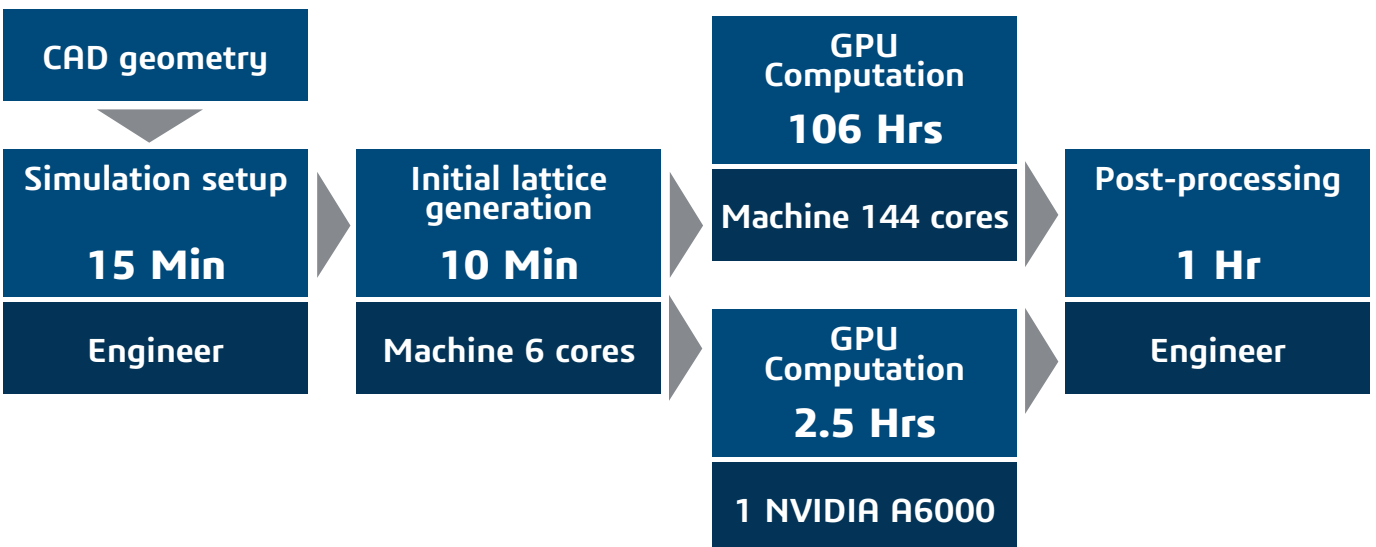 CAD geometry
Simulation setup
15 Min
Engineer
Initial lattice
generation
10 Min
Machine 6 cores
GPU
Computation
106 Hrs
Machine 144 cores
GPU
Computation
2.5 Hrs
1 NVIDIA A6000
Post-processing
1 Hr
Engineer